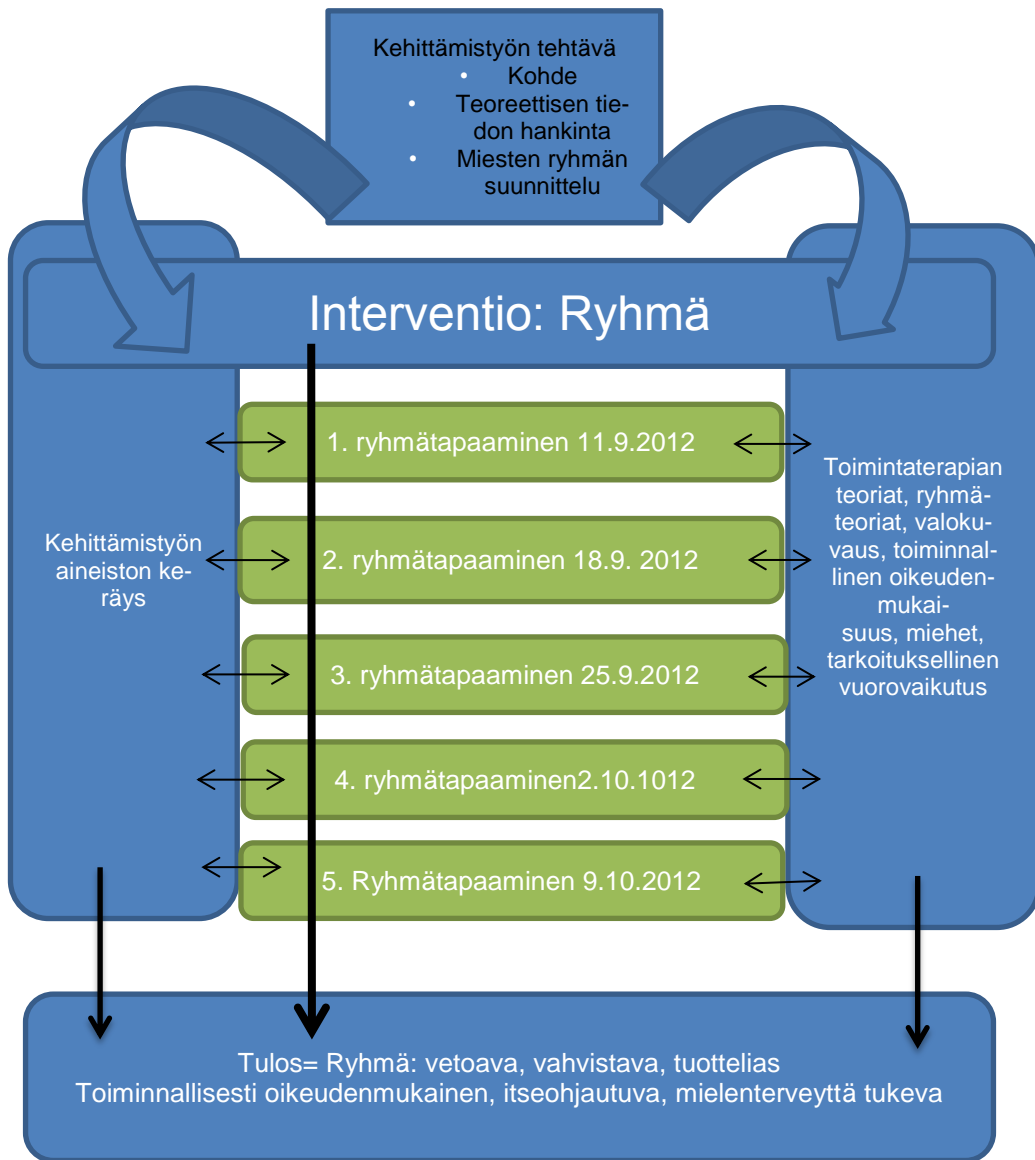 Kehittämistyön tehtävä
• Kohde
• Teoreettisen tie-
don hankinta
• Miesten ryhmän
suunnittelu
Interventio: Ryhmä
Kehittämistyön
aineiston ke-
räys
1. ryhmätapaaminen 11.9.2012
2. ryhmätapaaminen 18.9. 2012
3. ryhmätapaaminen 25.9.2012
4. ryhmätapaaminen2.10.1012
5. Ryhmätapaaminen 9.10.2012
Toimintaterapian
teoriat, ryhmä-
teoriat, valoku-
vaus, toiminnal-
linen oikeuden-
mukai-
suus, miehet,
tarkoituksellinen
vuorovaikutus
Tulos= Ryhmä: vetoava, vahvistava, tuottelias
Toiminnallisesti oikeudenmukainen, itseohjautuva, mielenterveyttä tukeva